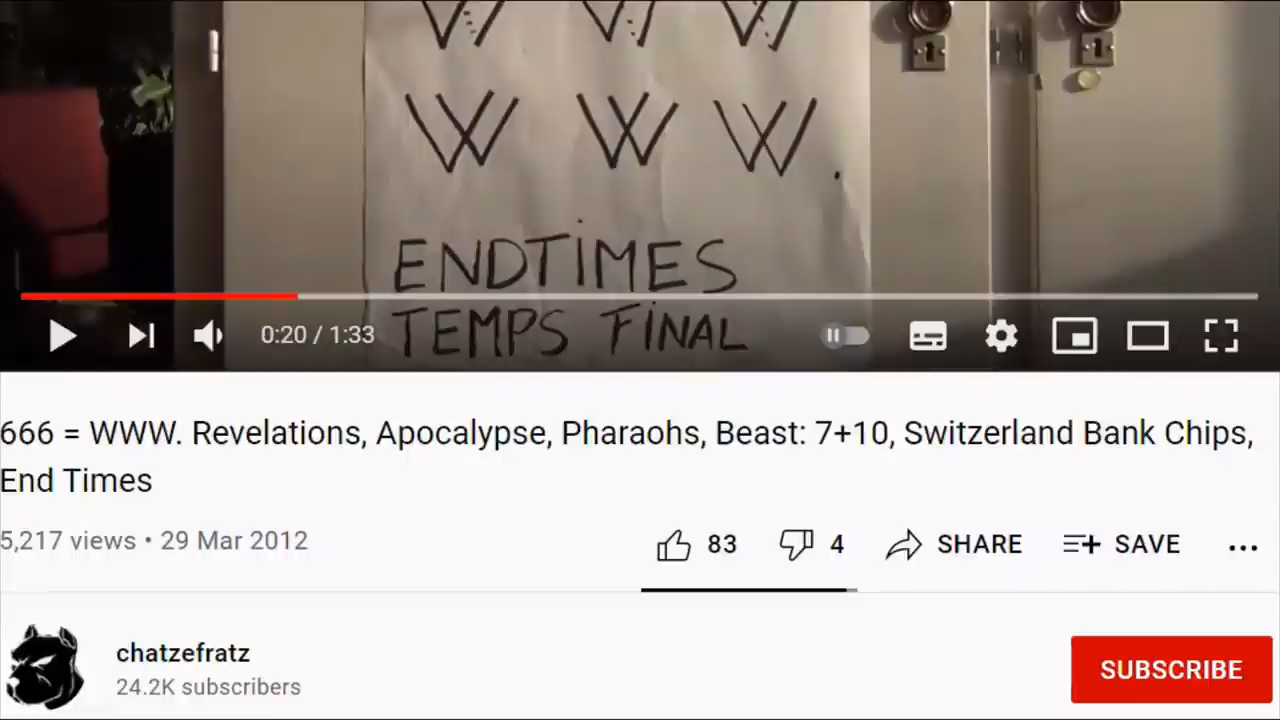 W W W
W W W.
ENDTIMES
TEMPS FINAL
0:20 / 1:33
666 = WWW. Revelations, Apocalypse, Pharaohs, Beast: 7+10, Switzerland Bank Chips,
End Times
5,217 views • 29 Mar 2012
83 4 SHARE SAVE ...
chatzefratz
24.2K subscribers
SUBSCRIBE